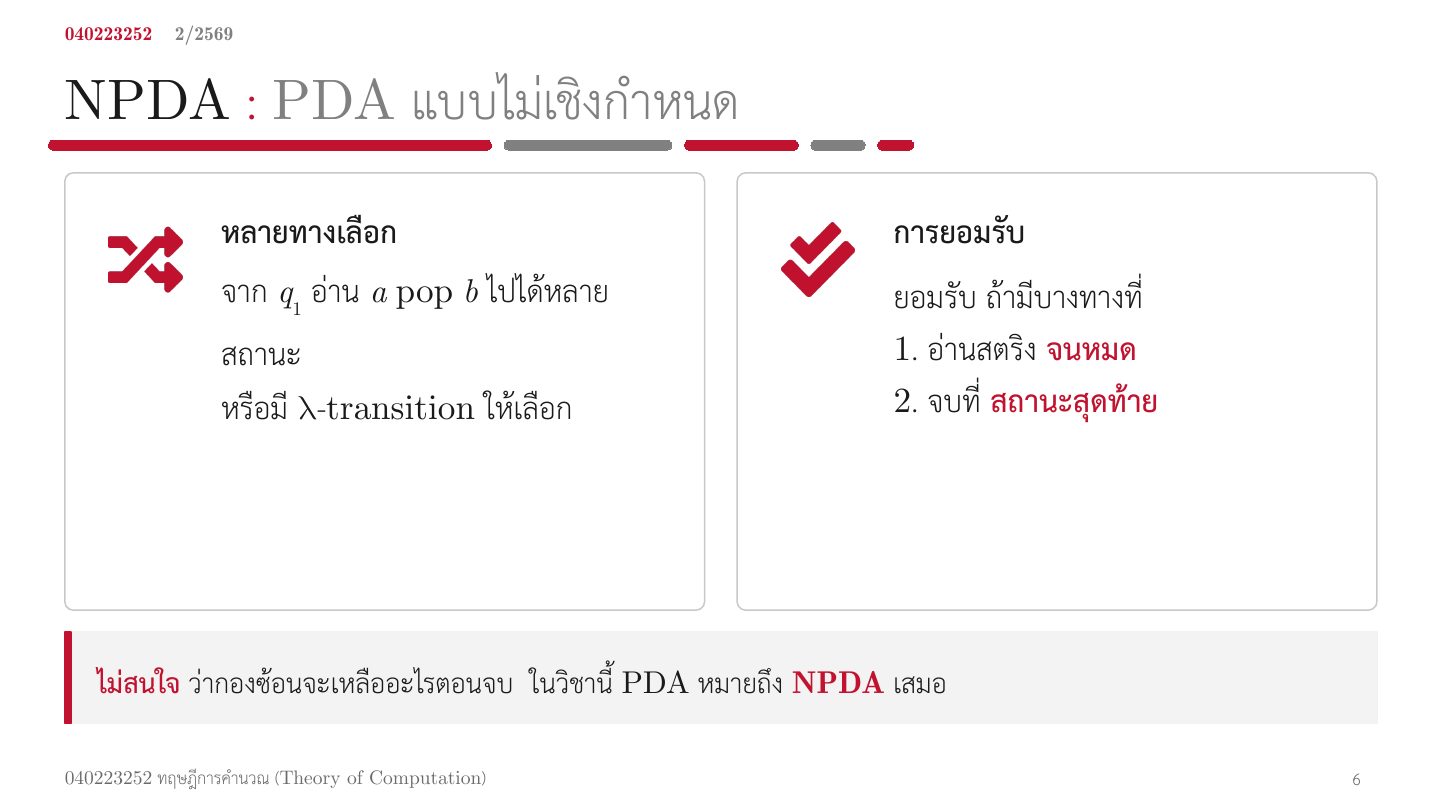 040223252 2/2569
NPDA : PDA แบบไม่เชิงกำหนด
หลายทางเลือก
จาก q₁ อ่าน a pop b ไปได้หลาย
สถานะ
หรือมี λ-transition ให้เลือก
การยอมรับ
ยอมรับ ถ้ามีบางทางที่
1. อ่านสตริง จนหมด
2. จบที่ สถานะสุดท้าย
ไม่สนใจ ว่ากองซ้อนจะเหลืออะไรตอนจบ ในวิชานี้ PDA หมายถึง NPDA เสมอ
040223252 ทฤษฎีการคำนวณ (Theory of Computation)
6